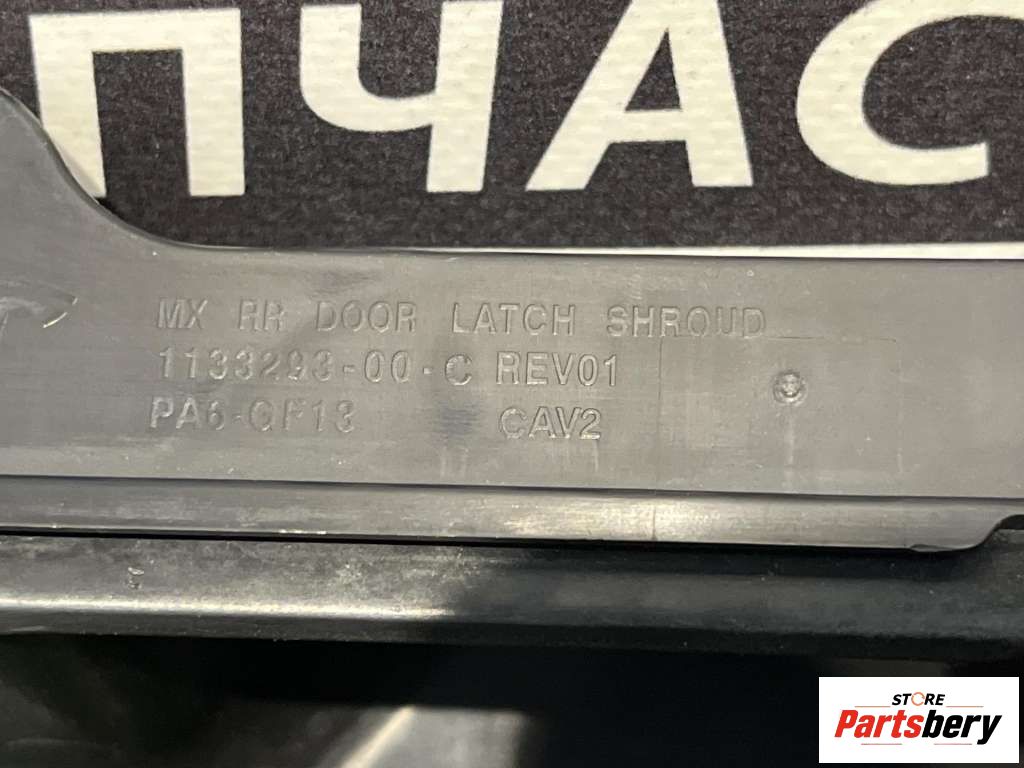 ПЧАС
MX RR DOOR LATCH SHROUD
1133293-00-C REV01
PA6-GF13 CAV2
STORE
Partsbery